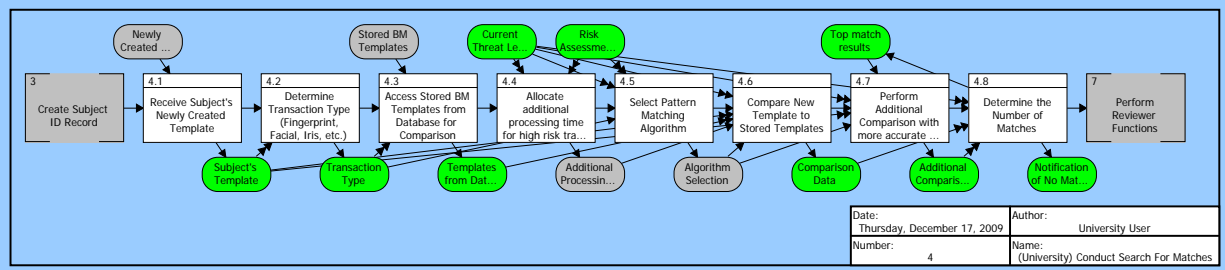 Newly
Created ...
Stored BM
Templates
Current
Threat Le...
Risk
Assessme...
Top match
results
3
Create Subject
ID Record
4.1
Receive Subject's
Newly Created
Template
4.2
Determine
Transaction Type
(Fingerprint,
Facial, Iris, etc.)
4.3
Access Stored BM
Templates from
Database for
Comparison
4.4
Allocate
additional
processing time
for high risk tra...
4.5
Select Pattern
Matching
Algorithm
4.6
Compare New
Template to
Stored Templates
4.7
Perform
Additional
Comparison with
more accurate ...
4.8
Determine the
Number of
Matches
7
Perform
Reviewer
Functions
Subject's
Template
Transaction
Type
Templates
from Dat...
Additional
Processin...
Algorithm
Selection
Comparison
Data
Additional
Comparis...
Notification
of No Mat...
Date:
Thursday, December 17, 2009
Author:
University User
Number:
4
Name:
(University) Conduct Search For Matches